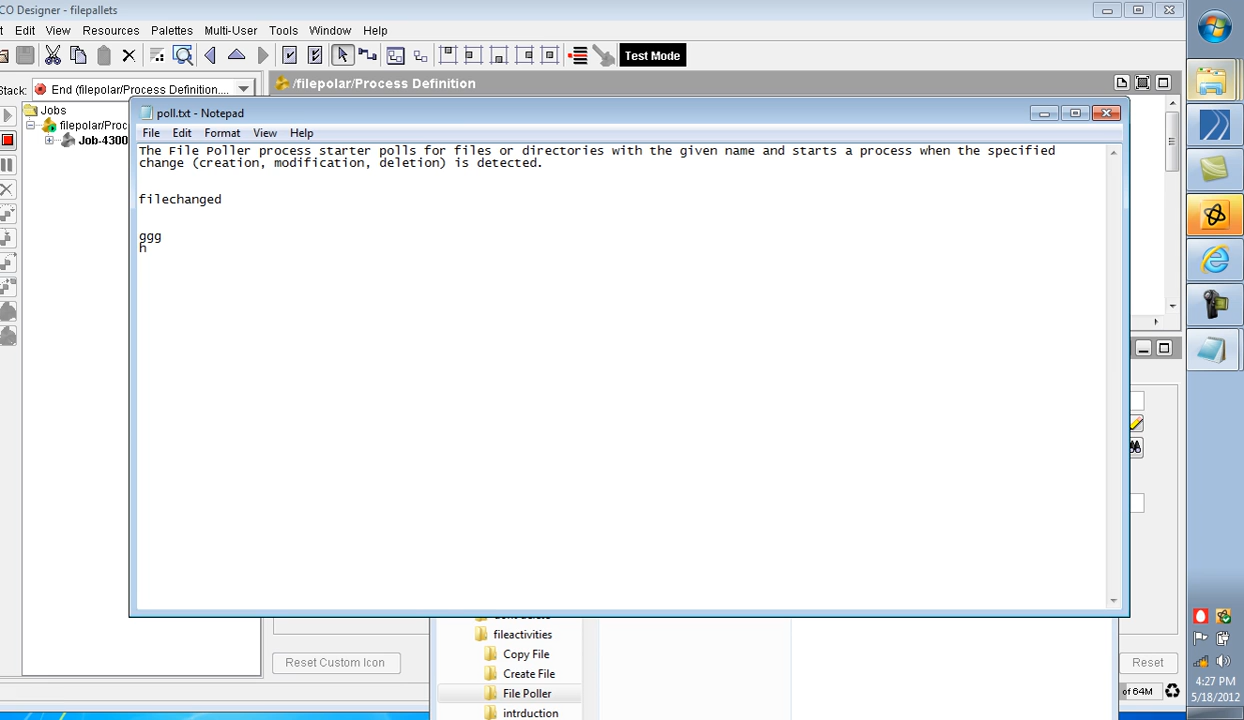 CO Designer - filepallets
t Edit View Resources Palettes Multi-User Tools Window Help
Test Mode
Stack: End (filepolar/Process Definition....
/filepolar/Process Definition
Jobs
filepolar/Proc
Job-4300
poll.txt - Notepad
File Edit Format View Help
The File Poller process starter polls for files or directories with the given name and starts a process when the specified
change (creation, modification, deletion) is detected.
filechanged
ggg
h
fileactivities
Copy File
Create File
File Poller
intrduction
Reset Custom Icon
Reset
of 64M
4:27 PM
5/18/2012